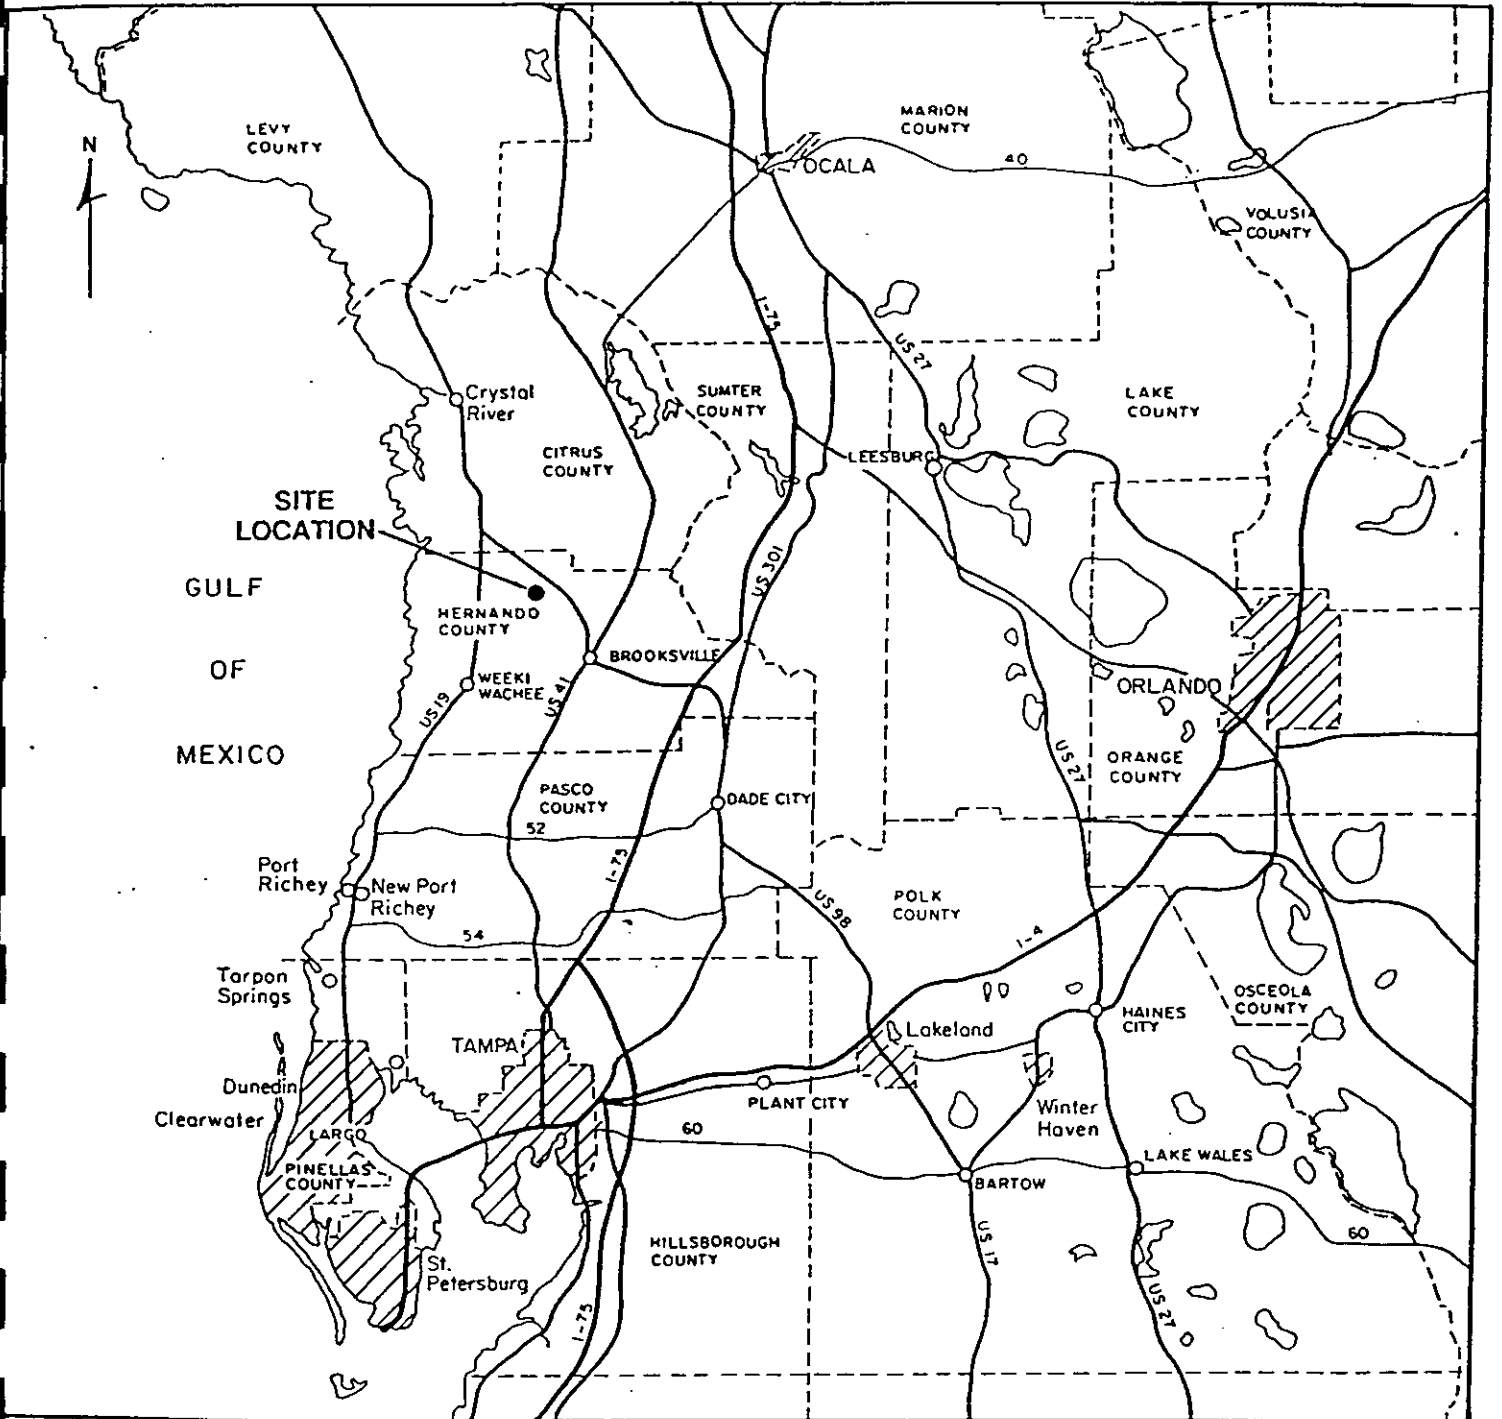 LEVY
COUNTY
N
MARION
COUNTY
OCALA
40
VOLUSIA
COUNTY
I-75
US 27
Crystal
River
SUMTER
COUNTY
LAKE
COUNTY
CITRUS
COUNTY
LEESBURG
SITE
LOCATION
US 301
GULF
OF
MEXICO
HERNANDO
COUNTY
BROOKSVILLE
WEEKI
WACHEE
US 19
US 41
ORLANDO
US 27
ORANGE
COUNTY
PASCO
COUNTY
DADE CITY
52
I-75
Port
Richey
New Port
Richey
US 98
POLK
COUNTY
54
I-4
Tarpon
Springs
OSCEOLA
COUNTY
HAINES
CITY
Lakeland
TAMPA
Dunedin
Clearwater
PLANT CITY
Winter
Haven
LARGO
60
PINELLAS
COUNTY
LAKE WALES
BARTOW
60
HILLSBOROUGH
COUNTY
US 17
St.
Petersburg
I-75
US 27